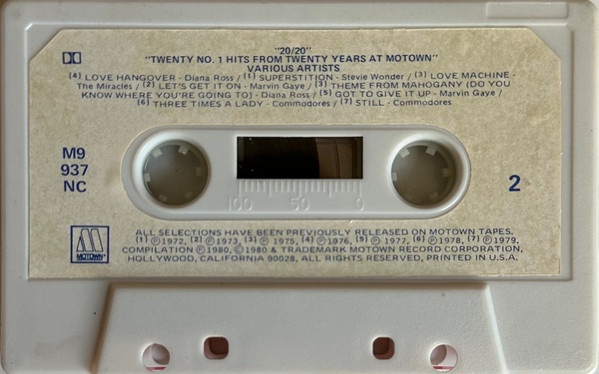 "20/20"
"TWENTY NO. 1 HITS FROM TWENTY YEARS AT MOTOWN"
VARIOUS ARTISTS
(4) LOVE HANGOVER - Diana Ross / (1) SUPERSTITION - Stevie Wonder / (3) LOVE MACHINE -
The Miracles / (2) LET'S GET IT ON - Marvin Gaye / (3) THEME FROM MAHOGANY (DO YOU
KNOW WHERE YOU'RE GOING TO) - Diana Ross / (5) GOT TO GIVE IT UP - Marvin Gaye /
(6) THREE TIMES A LADY - Commodores / (7) STILL - Commodores
M9
937
NC
2
100 50 0
ALL SELECTIONS HAVE BEEN PREVIOUSLY RELEASED ON MOTOWN TAPES.
(1) ℗1972, (2) ℗1973, (3) ℗ 1975, (4) ℗1976, (5) ℗ 1977, (6) ℗1978, (7) ℗1979,
COMPILATION ℗1980, ©1980 & TRADEMARK MOTOWN RECORD CORPORATION,
HOLLYWOOD, CALIFORNIA 90028, ALL RIGHTS RESERVED, PRINTED IN U.S.A.
MOTOWN